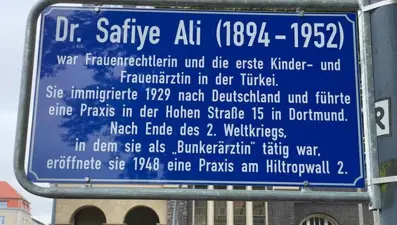 Dr. Safiye Ali (1894 – 1952)
war Frauenrechtlerin und die erste Kinder- und
Frauenärztin in der Türkei.
Sie immigrierte 1929 nach Deutschland und führte
eine Praxis in der Hohen Straße 15 in Dortmund.
Nach Ende des 2. Weltkriegs,
in dem sie als „Bunkerärztin" tätig war,
eröffnete sie 1948 eine Praxis am Hiltropwall 2.
R